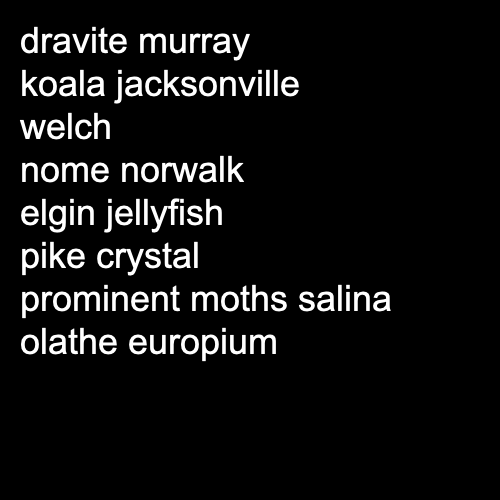 dravite murray
koala jacksonville
welch
nome norwalk
elgin jellyfish
pike crystal
prominent moths salina
olathe europium